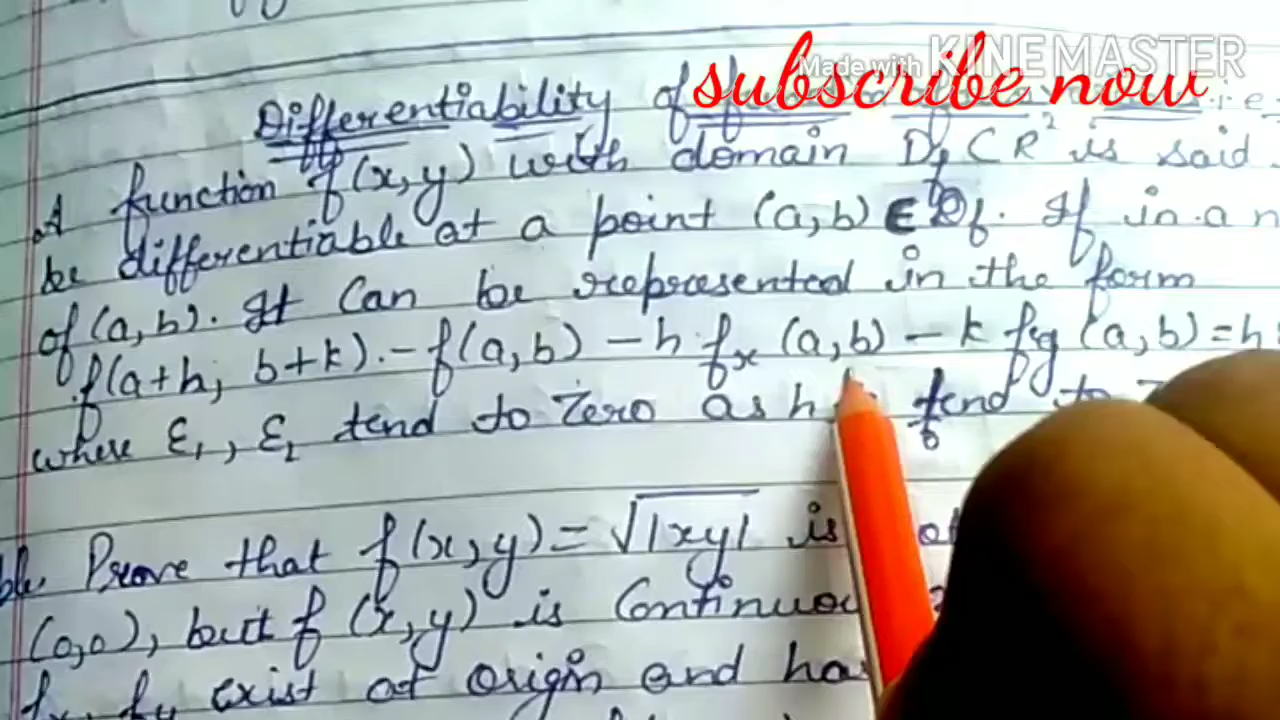 subscribe now
Made with KINEMASTER
Differentiability of
A function f(x,y) with domain Df ⊂ R² is said
be differentiable at a point (a,b) ∈ Df. If in a n
of (a,b). It Can be represented in the form
f(a+h, b+k).-f(a,b) -h fx (a,b) -k fy (a,b)=h
where ε₁, ε₂ tend to Zero as h tend to
Prove that f(x,y)=√|xy| is
(0,0), but f (x,y) is Continuou
fx, fy exist at origin and ha